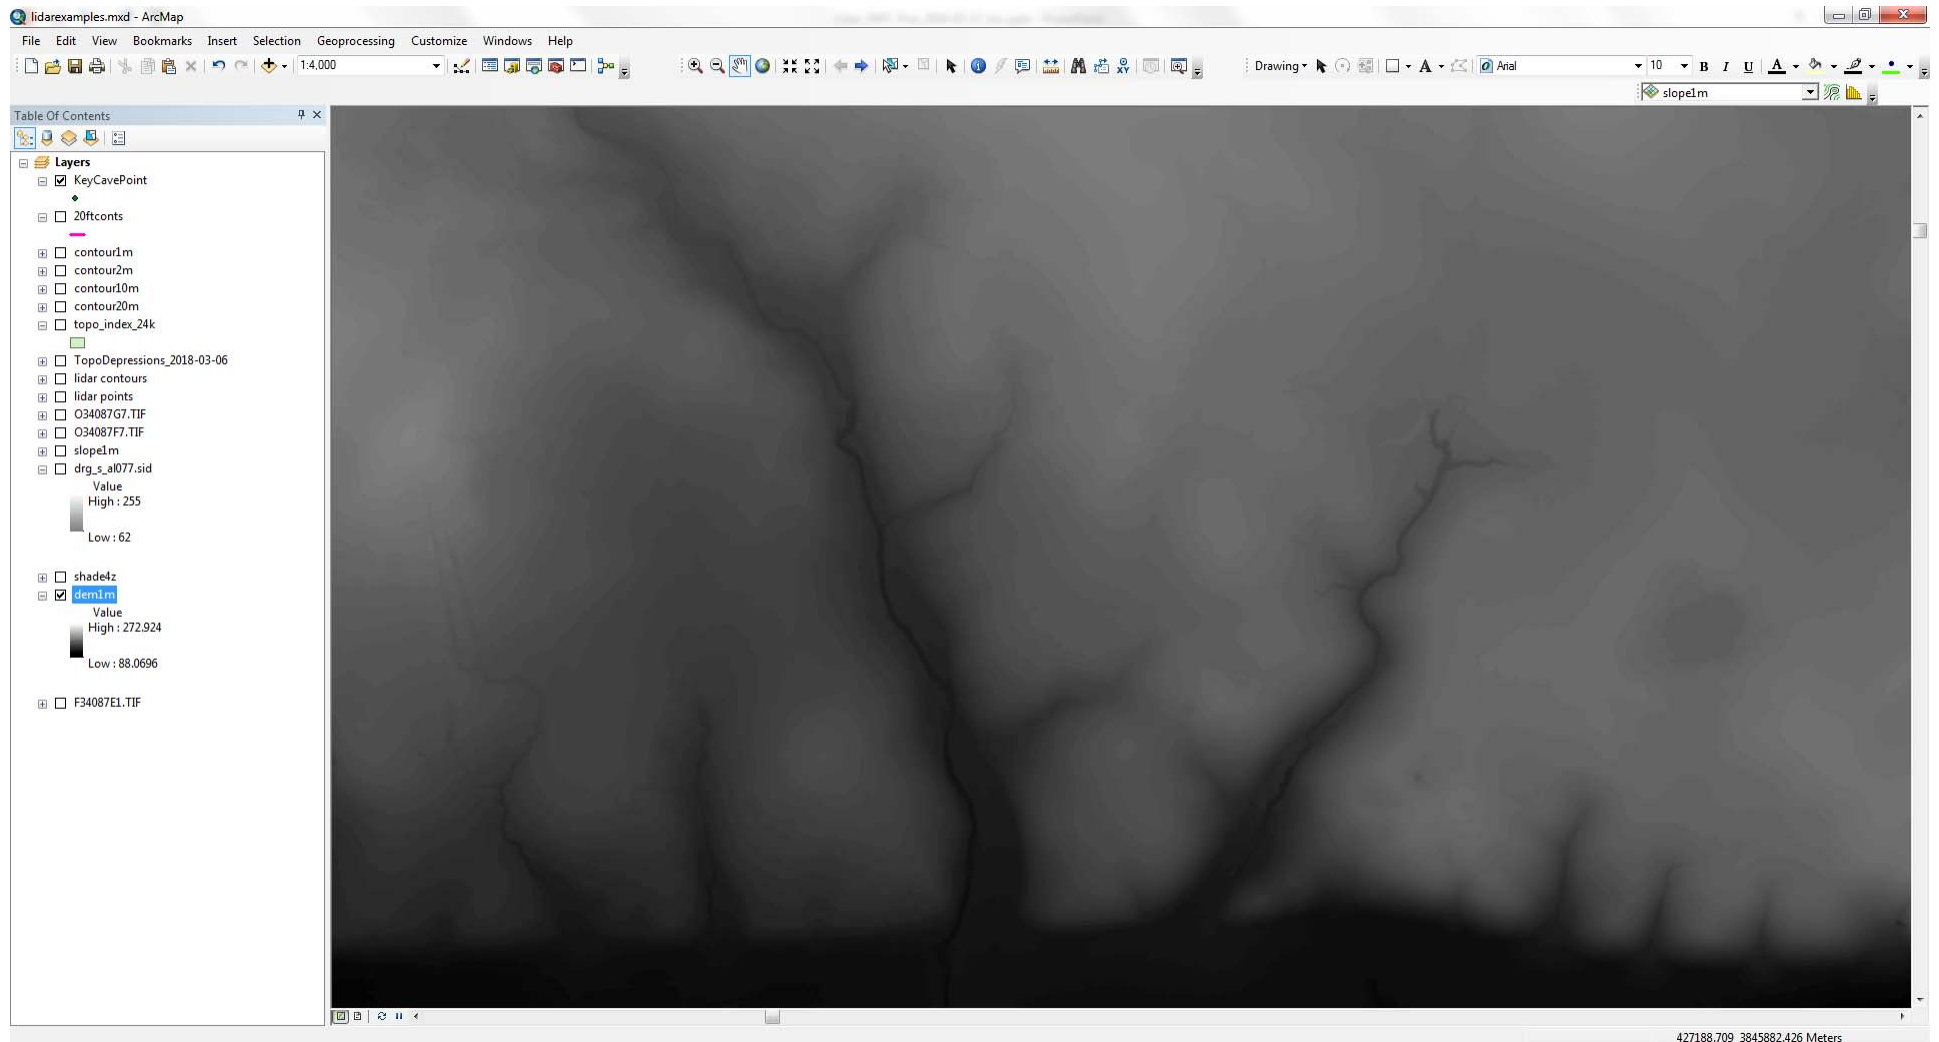 lidarexamples.mxd - ArcMap
File Edit View Bookmarks Insert Selection Geoprocessing Customize Windows Help
1:4,000 Drawing A Arial 10 B I U A
slope1m
Table Of Contents
Layers
KeyCavePoint
20ftconts
contour1m
contour2m
contour10m
contour20m
topo_index_24k
TopoDepressions_2018-03-06
lidar contours
lidar points
O34087G7.TIF
O34087F7.TIF
slope1m
drg_s_al077.sid
Value
High : 255
Low : 62
shade4z
dem1m
Value
High : 272.924
Low : 88.0696
F34087E1.TIF
427188.709 3845882.426 Meters